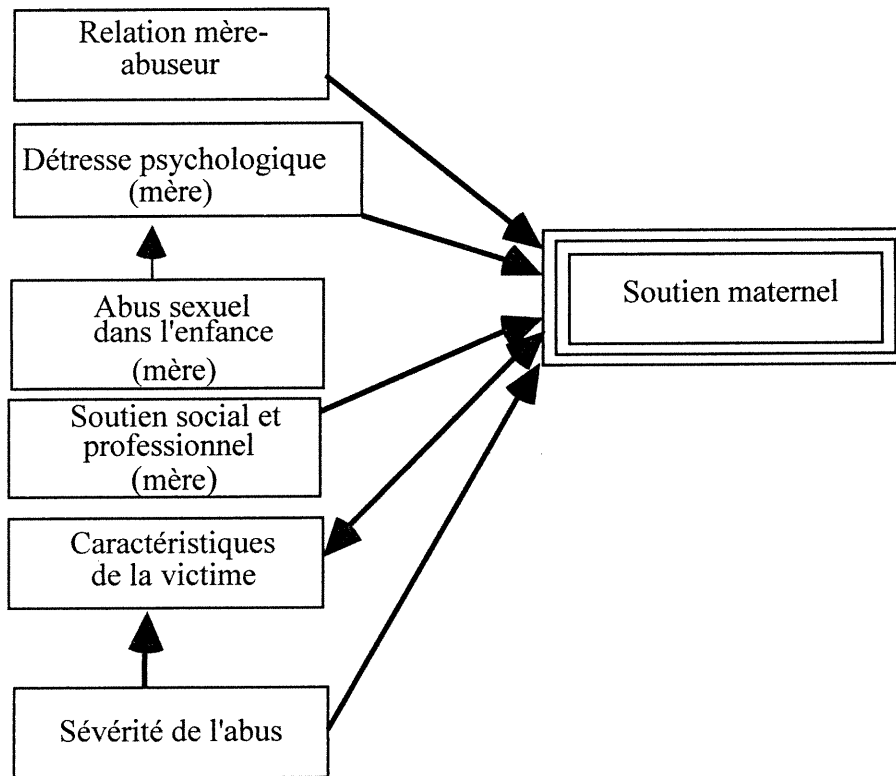 Relation mère-
abuseur
Détresse psychologique
(mère)
Abus sexuel
dans l'enfance
(mère)
Soutien social et
professionnel
(mère)
Caractéristiques
de la victime
Sévérité de l'abus
Soutien maternel